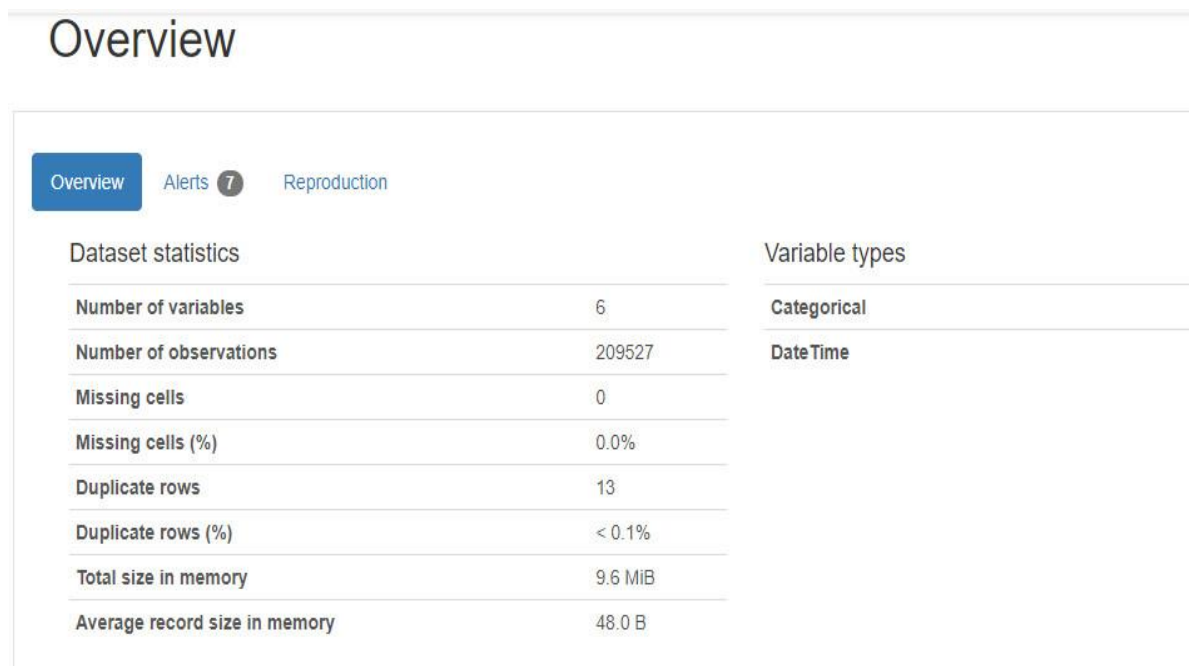 Overview
Overview Alerts 7 Reproduction
Dataset statistics
Number of variables 6
Number of observations 209527
Missing cells 0
Missing cells (%) 0.0%
Duplicate rows 13
Duplicate rows (%) < 0.1%
Total size in memory 9.6 MiB
Average record size in memory 48.0 B
Variable types
Categorical
DateTime